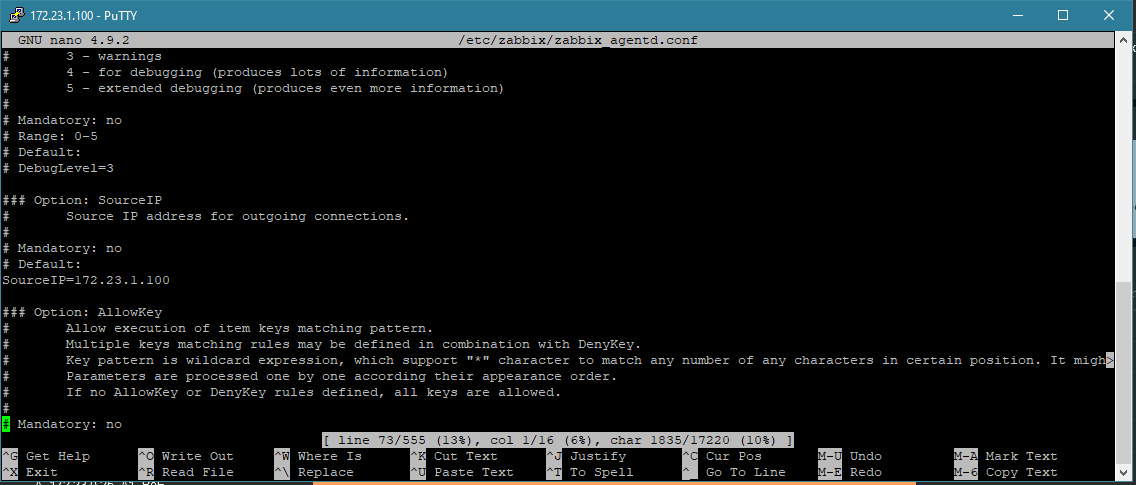 172.23.1.100 - PuTTY
GNU nano 4.9.2 /etc/zabbix/zabbix_agentd.conf
# 3 - warnings
# 4 - for debugging (produces lots of information)
# 5 - extended debugging (produces even more information)
#
# Mandatory: no
# Range: 0-5
# Default:
# DebugLevel=3
### Option: SourceIP
# Source IP address for outgoing connections.
#
# Mandatory: no
# Default:
SourceIP=172.23.1.100
### Option: AllowKey
# Allow execution of item keys matching pattern.
# Multiple keys matching rules may be defined in combination with DenyKey.
# Key pattern is wildcard expression, which support "*" character to match any number of any characters in certain position. It migh>
# Parameters are processed one by one according their appearance order.
# If no AllowKey or DenyKey rules defined, all keys are allowed.
#
# Mandatory: no
[ line 73/555 (13%), col 1/16 (6%), char 1835/17220 (10%) ]
^G Get Help ^O Write Out ^W Where Is ^K Cut Text ^J Justify ^C Cur Pos M-U Undo M-A Mark Text
^X Exit ^R Read File ^\ Replace ^U Paste Text ^T To Spell ^_ Go To Line M-E Redo M-6 Copy Text